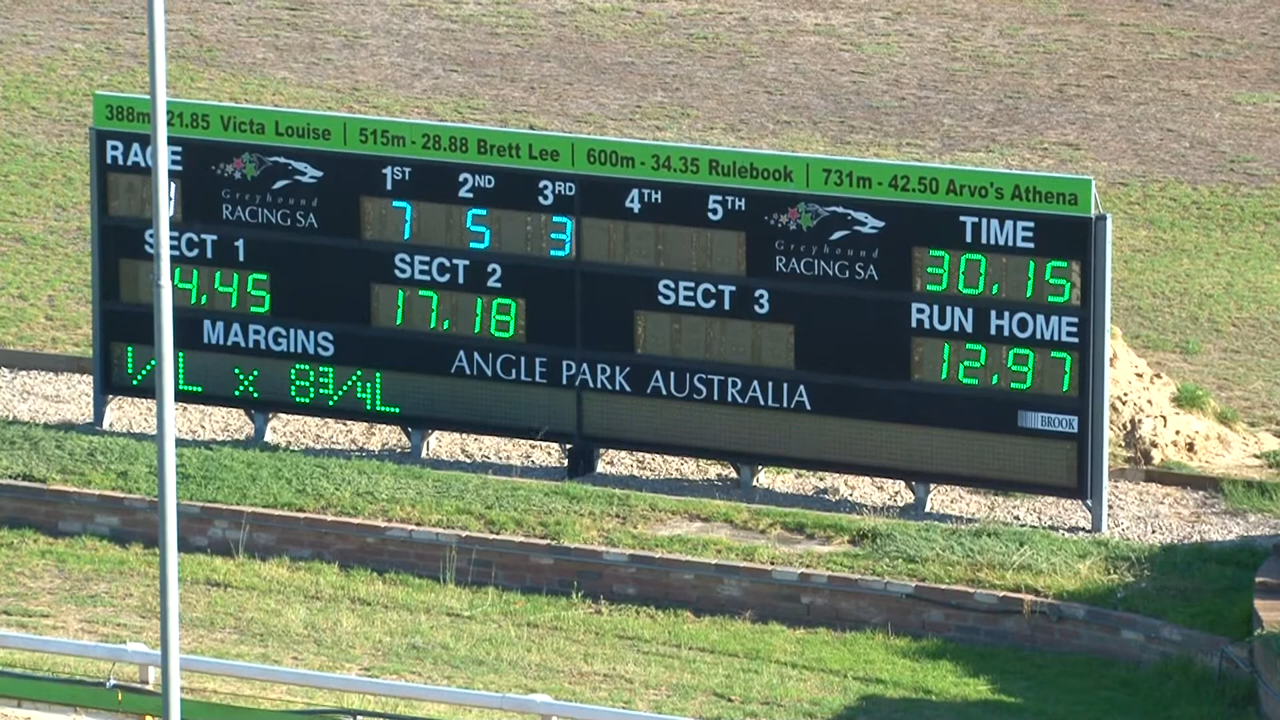 388m 21.85 Victa Louise | 515m - 28.88 Brett Lee | 600m - 34.35 Rulebook | 731m - 42.50 Arvo's Athena
RACE
Greyhound
RACING SA
1ST 2ND 3RD 4TH 5TH
7 5 3
Greyhound
RACING SA
TIME
30.15
SECT 1
4.45
SECT 2
17.18
SECT 3
RUN HOME
12.97
MARGINS
L x 8¾L
ANGLE PARK AUSTRALIA
BROOK